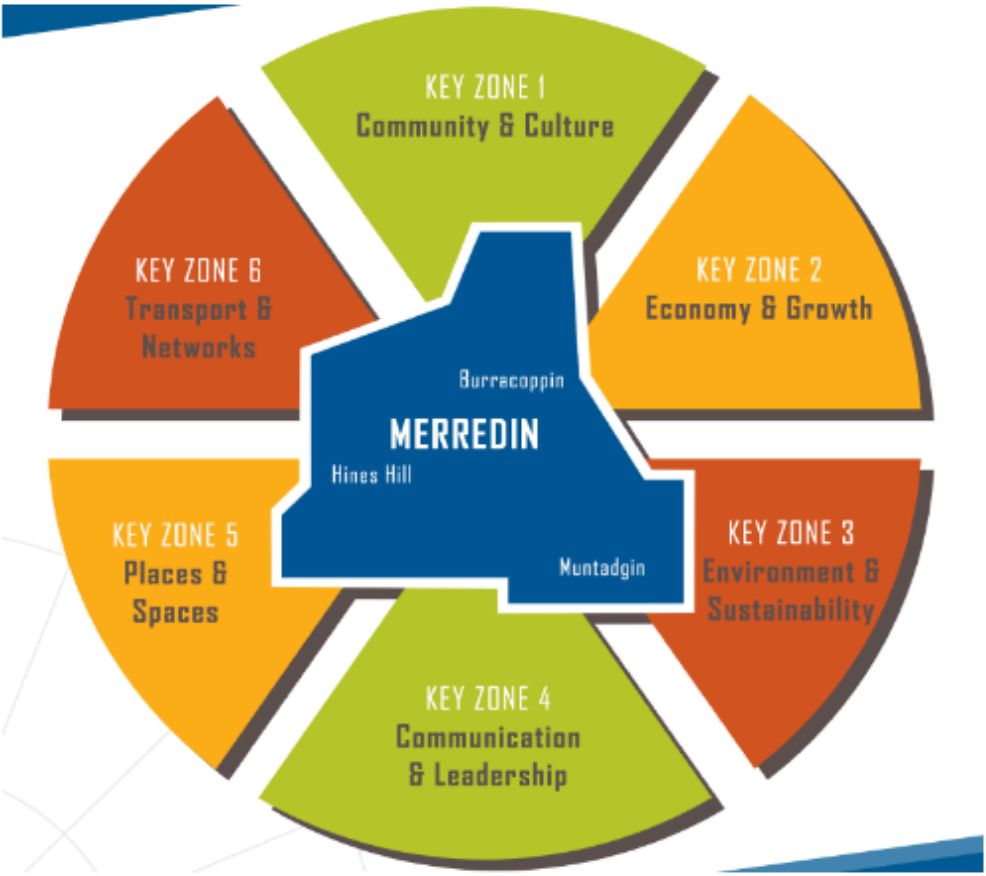 KEY ZONE 1
Community & Culture
KEY ZONE 2
Economy & Growth
KEY ZONE 3
Environment &
Sustainability
KEY ZONE 4
Communication
& Leadership
KEY ZONE 5
Places &
Spaces
KEY ZONE 6
Transport &
Networks
Burracoppin
MERREDIN
Hines Hill
Muntadgin